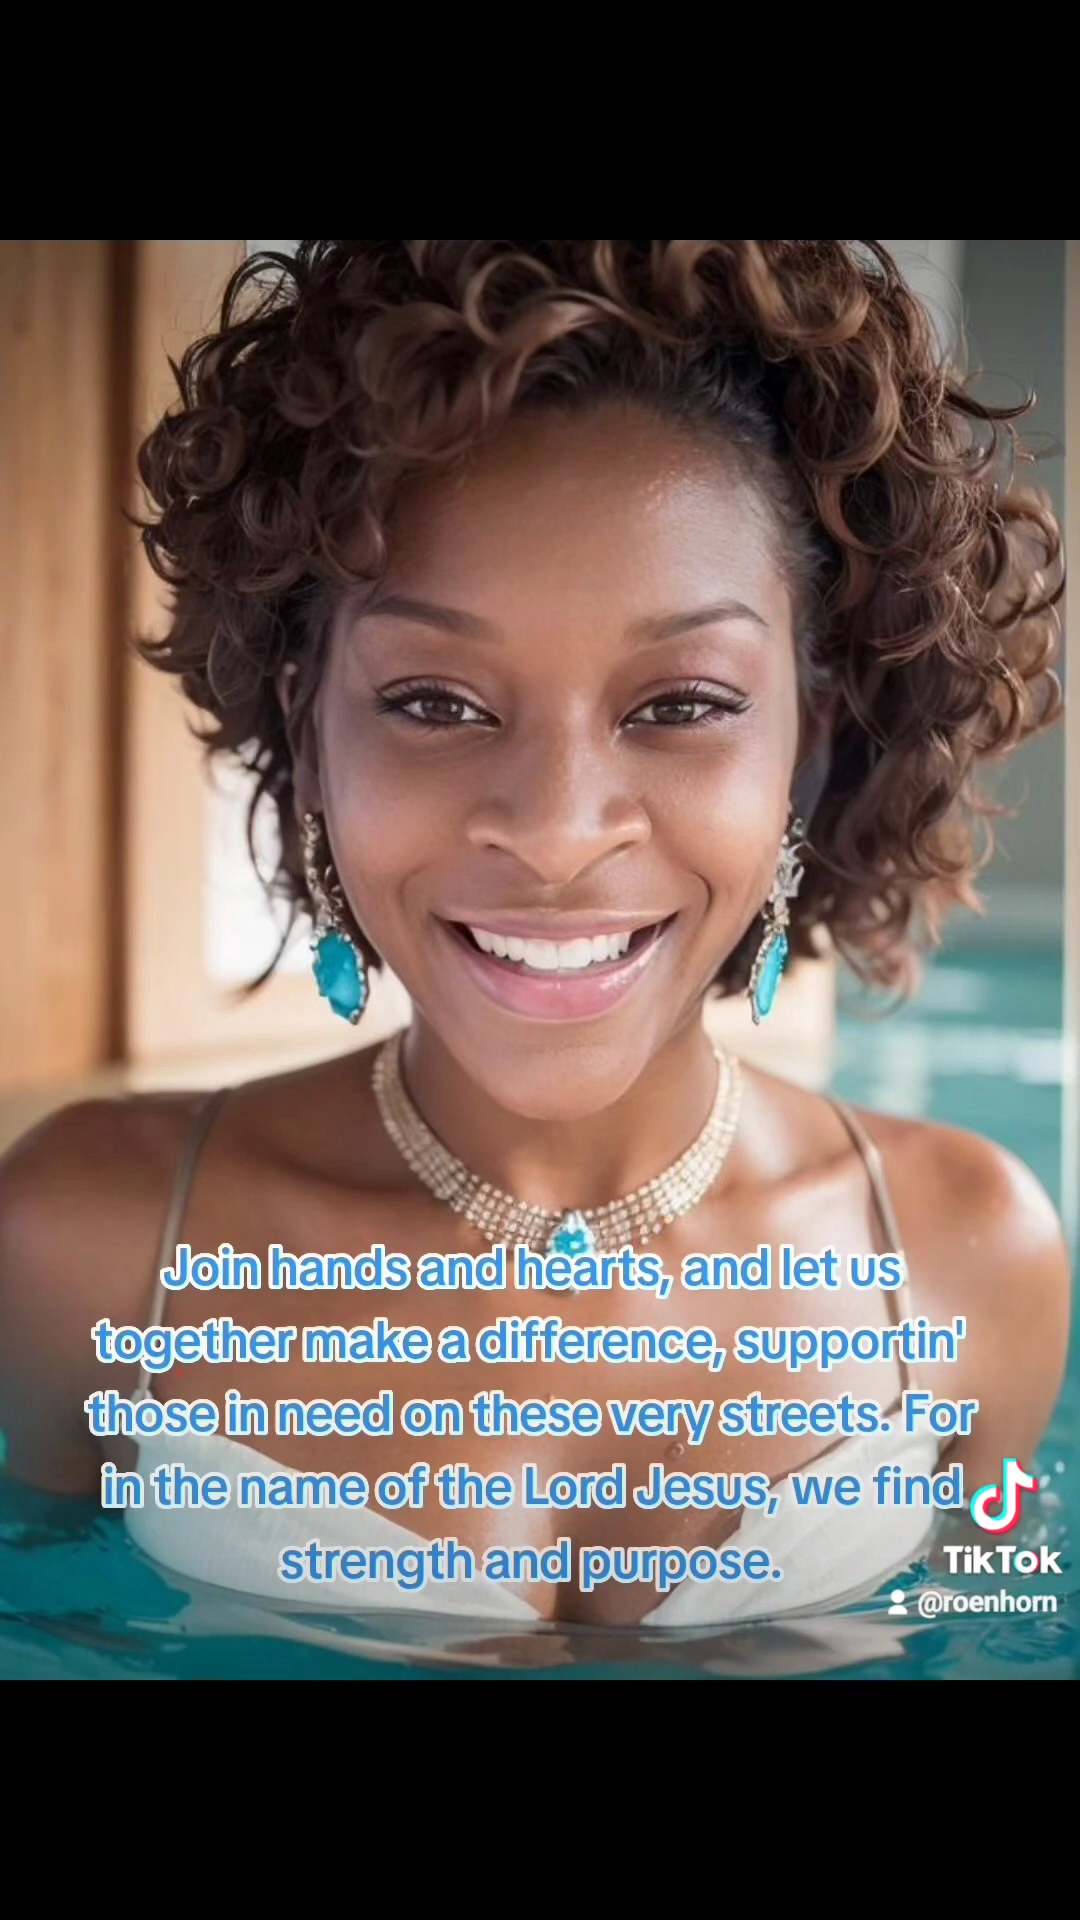 Join hands and hearts, and let us
together make a difference, supportin'
those in need on these very streets. For
in the name of the Lord Jesus, we find
strength and purpose.
TikTok
@roenhorn